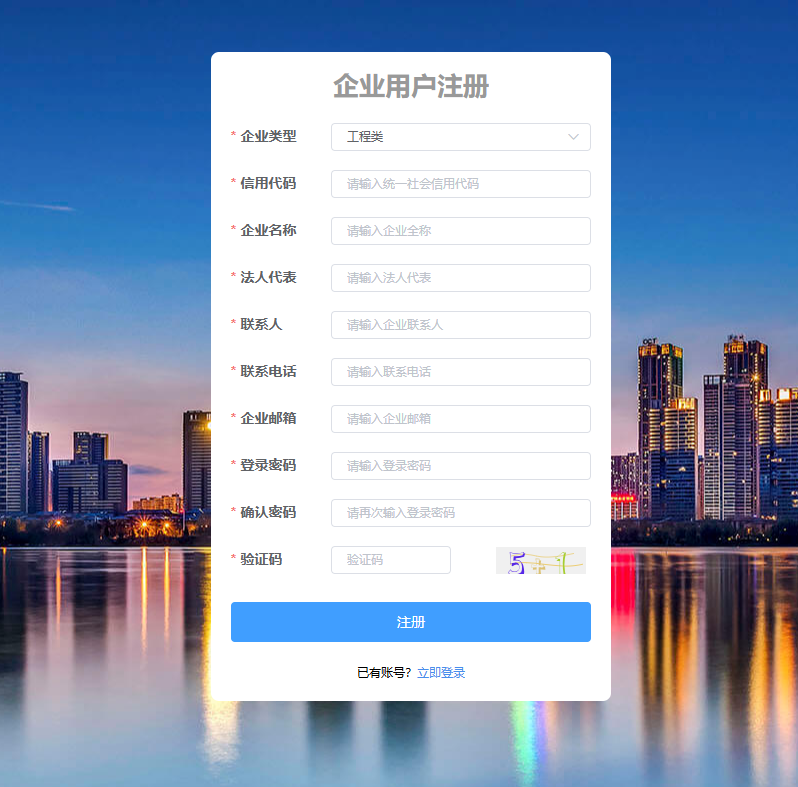 企业用户注册
* 企业类型 工程类
* 信用代码 请输入统一社会信用代码
* 企业名称 请输入企业全称
* 法人代表 请输入法人代表
* 联系人 请输入企业联系人
* 联系电话 请输入联系电话
* 企业邮箱 请输入企业邮箱
* 登录密码 请输入登录密码
* 确认密码 请再次输入登录密码
* 验证码 验证码
注册
已有账号? 立即登录